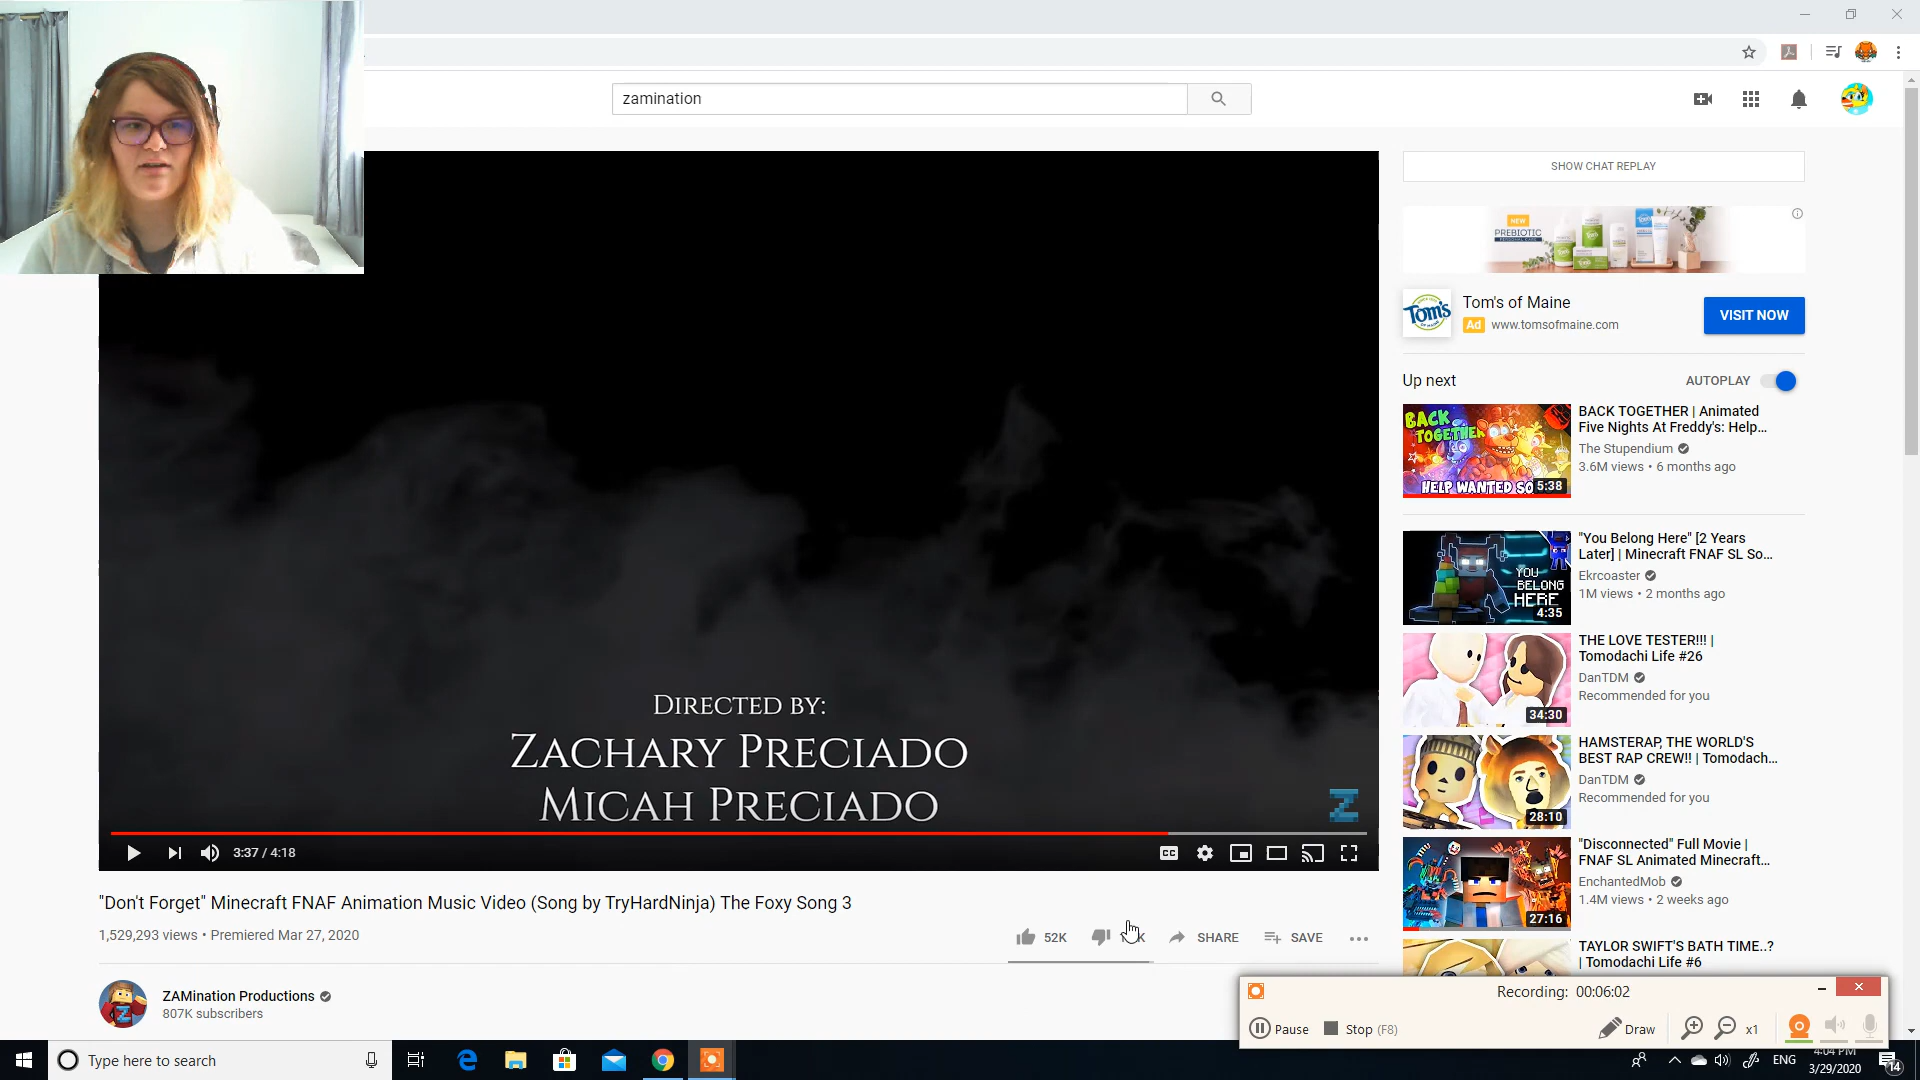 zamination
SHOW CHAT REPLAY
NEW
PREBIOTIC
Tom's
Tom's of Maine
Ad www.tomsofmaine.com
VISIT NOW
Up next
AUTOPLAY
BACK TOGETHER
HELP WANTED SO
5:38
BACK TOGETHER | Animated
Five Nights At Freddy's: Help...
The Stupendium
3.6M views • 6 months ago
YOU
BELONG
HERE
4:35
"You Belong Here" [2 Years
Later] | Minecraft FNAF SL So...
Ekrcoaster
1M views • 2 months ago
34:30
THE LOVE TESTER!!! |
Tomodachi Life #26
DanTDM
Recommended for you
28:10
HAMSTERAP, THE WORLD'S
BEST RAP CREW!! | Tomodach...
DanTDM
Recommended for you
27:16
"Disconnected" Full Movie |
FNAF SL Animated Minecraft...
EnchantedMob
1.4M views • 2 weeks ago
TAYLOR SWIFT'S BATH TIME..?
| Tomodachi Life #6
DIRECTED BY:
ZACHARY PRECIADO
MICAH PRECIADO
Z
3:37 / 4:18
CC
"Don't Forget" Minecraft FNAF Animation Music Video (Song by TryHardNinja) The Foxy Song 3
1,529,293 views • Premiered Mar 27, 2020
52K
SHARE
SAVE
ZAMination Productions
807K subscribers
Recording: 00:06:02
Pause
Stop (F8)
Draw
x1
Type here to search
ENG
4:04 PM
3/29/2020
14